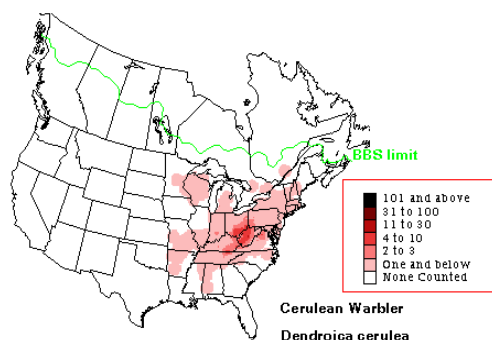 BBS limit
101 and above
31 to 100
11 to 30
4 to 10
2 to 3
One and below
None Counted
Cerulean Warbler
Dendroica cerulea